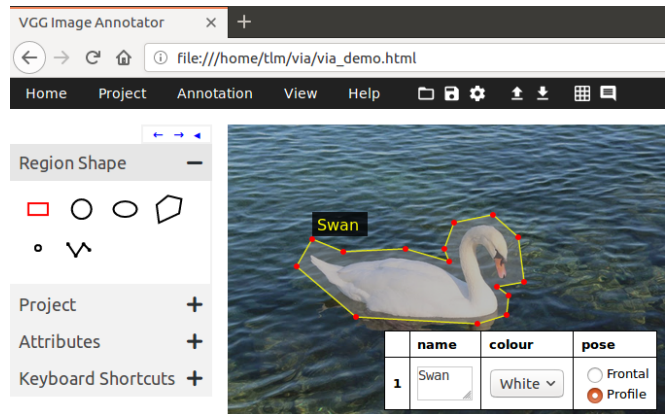 VGG Image Annotator × +
file:///home/tlm/via/via_demo.html
Home Project Annotation View Help
Region Shape
Swan
Project
Attributes
Keyboard Shortcuts
name colour pose
1 Swan White Frontal
Profile